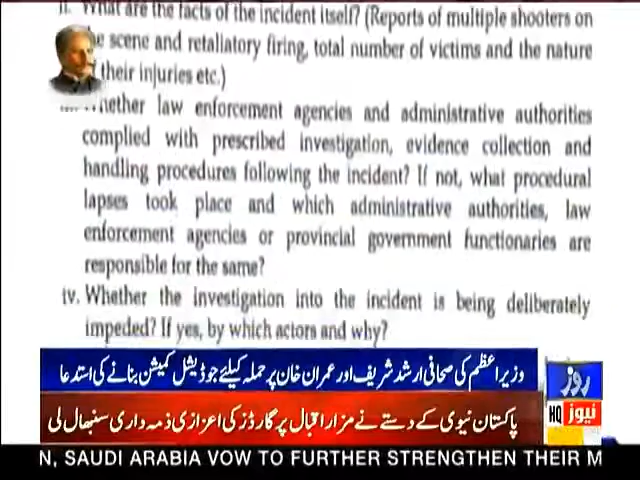 ii. What are the facts of the incident itself? (Reports of multiple shooters on
the scene and retaliatory firing, total number of victims and the nature
their injuries etc.)
Whether law enforcement agencies and administrative authorities
complied with prescribed investigation, evidence collection and
handling procedures following the incident? If not, what procedural
lapses took place and which administrative authorities, law
enforcement agencies or provincial government functionaries are
responsible for the same?
iv. Whether the investigation into the incident is being deliberately
impeded? If yes, by which actors and why?
وزیراعظم کی صحافی ارشد شریف اور عمران خان پر حملہ کیلئے جوڈیشل کمیشن بنانے کی استدعا
روز
پاکستان نیوی کے دستے نے مزار اقبال پر گارڈز کی اعزازی ذمہ داری سنبھال لی
HQ نیوز
N, SAUDI ARABIA VOW TO FURTHER STRENGTHEN THEIR M